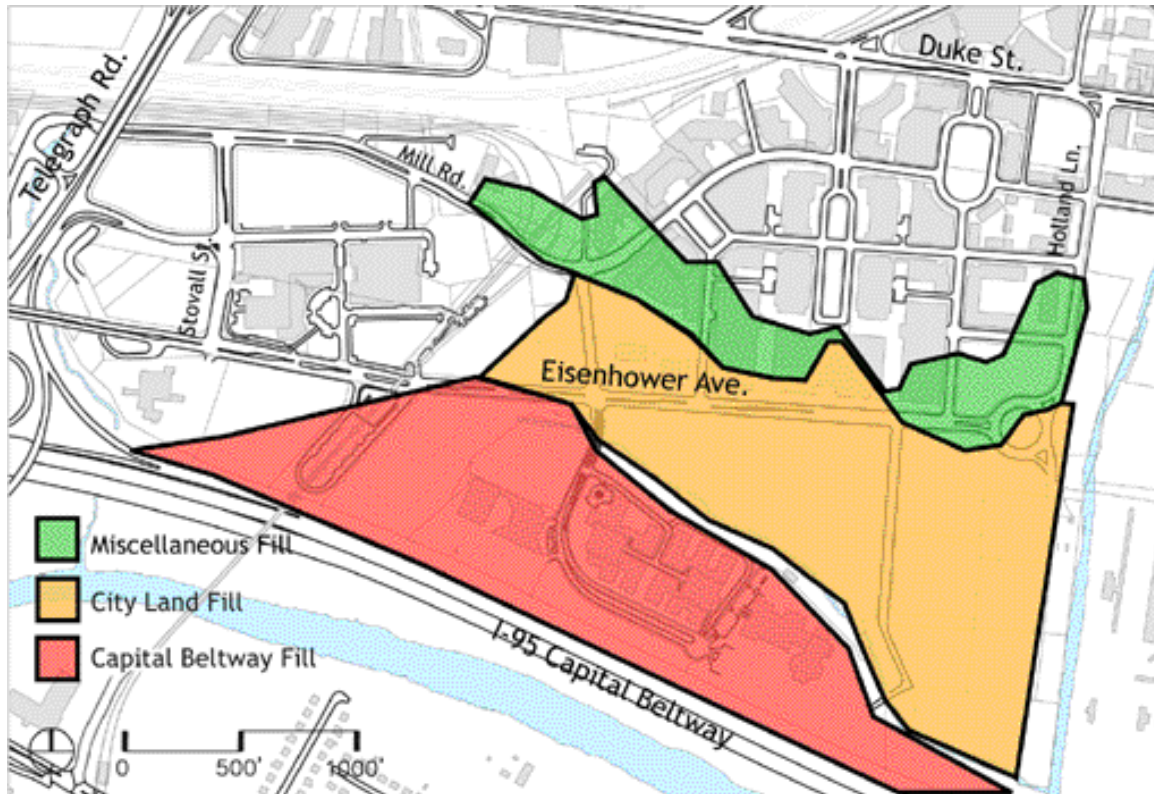 Duke St.
Telegraph Rd.
Mill Rd.
Holland Ln.
Stovall St.
Eisenhower Ave.
Miscellaneous Fill
City Land Fill
Capital Beltway Fill
I-95 Capital Beltway
0 500' 1000'